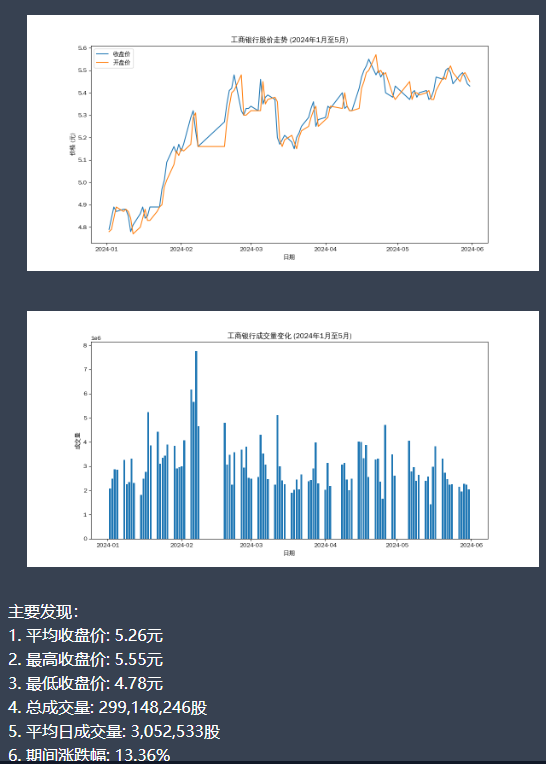 工商银行股价走势 (2024年1月至5月)
收盘价
开盘价
价格 (元)
5.6
5.5
5.4
5.3
5.2
5.1
5.0
4.9
4.8
2024-01 2024-02 2024-03 2024-04 2024-05 2024-06
日期
工商银行成交量变化 (2024年1月至5月)
1e6
成交量
8
7
6
5
4
3
2
1
0
2024-01 2024-02 2024-03 2024-04 2024-05 2024-06
日期
主要发现:
1. 平均收盘价: 5.26元
2. 最高收盘价: 5.55元
3. 最低收盘价: 4.78元
4. 总成交量: 299,148,246股
5. 平均日成交量: 3,052,533股
6. 期间涨跌幅: 13.36%